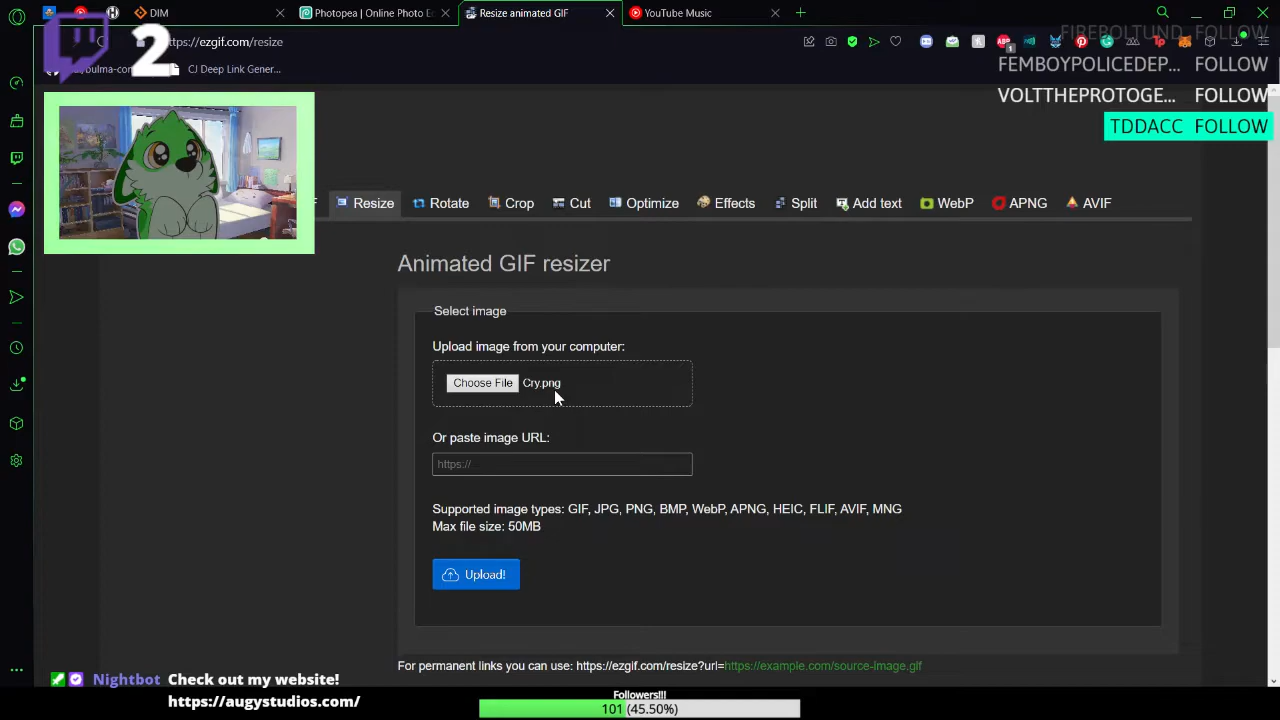 DIM
Photopea | Online Photo E
Resize animated GIF
YouTube Music
FIREBOLTUND... FOLLOW
2
https://ezgif.com/resize
FEMBOYPOLICEDEP... FOLLOW
CJ Deep Link Gener...
VOLTTHEPROTOGE... FOLLOW
TDDACC FOLLOW
F
Resize
Rotate
Crop
Cut
Optimize
Effects
Split
Add text
WebP
APNG
AVIF
Animated GIF resizer
Select image
Upload image from your computer:
Choose File Cry.png
Or paste image URL:
https://...
Supported image types: GIF, JPG, PNG, BMP, WebP, APNG, HEIC, FLIF, AVIF, MNG
Max file size: 50MB
Upload!
For permanent links you can use: https://ezgif.com/resize?url=https://example.com/source-image.gif
Nightbot Check out my website!
https://augystudios.com/
Followers!!!
101 (45.50%)